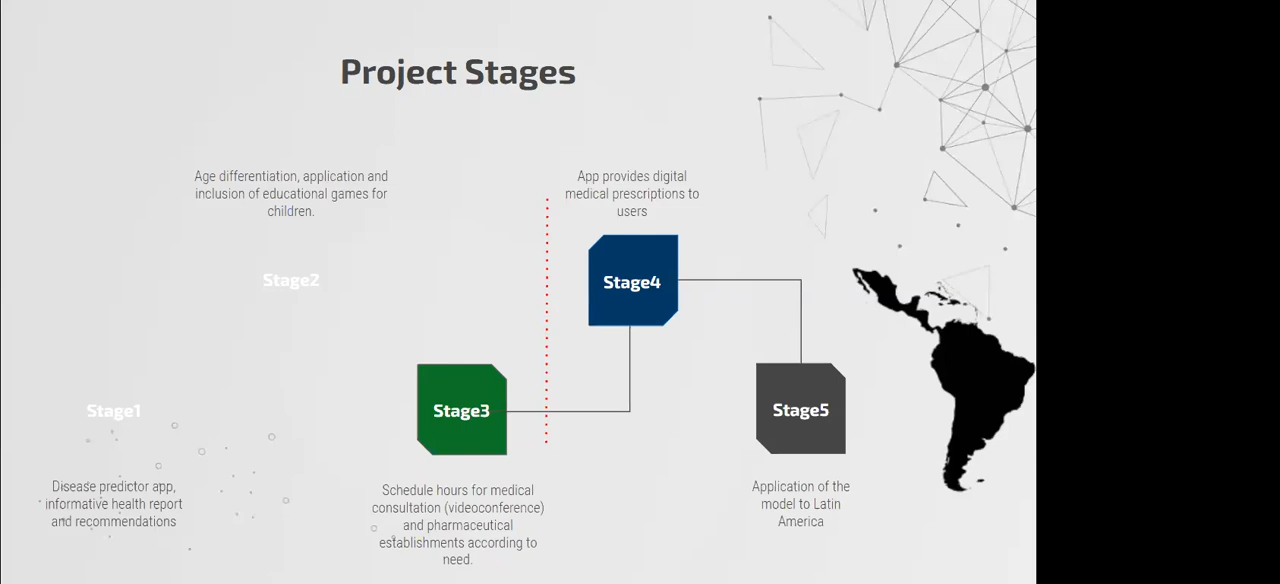 Project Stages
Age differentiation, application and
inclusion of educational games for
children.
App provides digital
medical prescriptions to
users
Stage2
Stage4
Stage1
Stage3
Stage5
Disease predictor app,
informative health report
and recommendations
Schedule hours for medical
consultation (videoconference)
and pharmaceutical
establishments according to
need.
Application of the
model to Latin
America